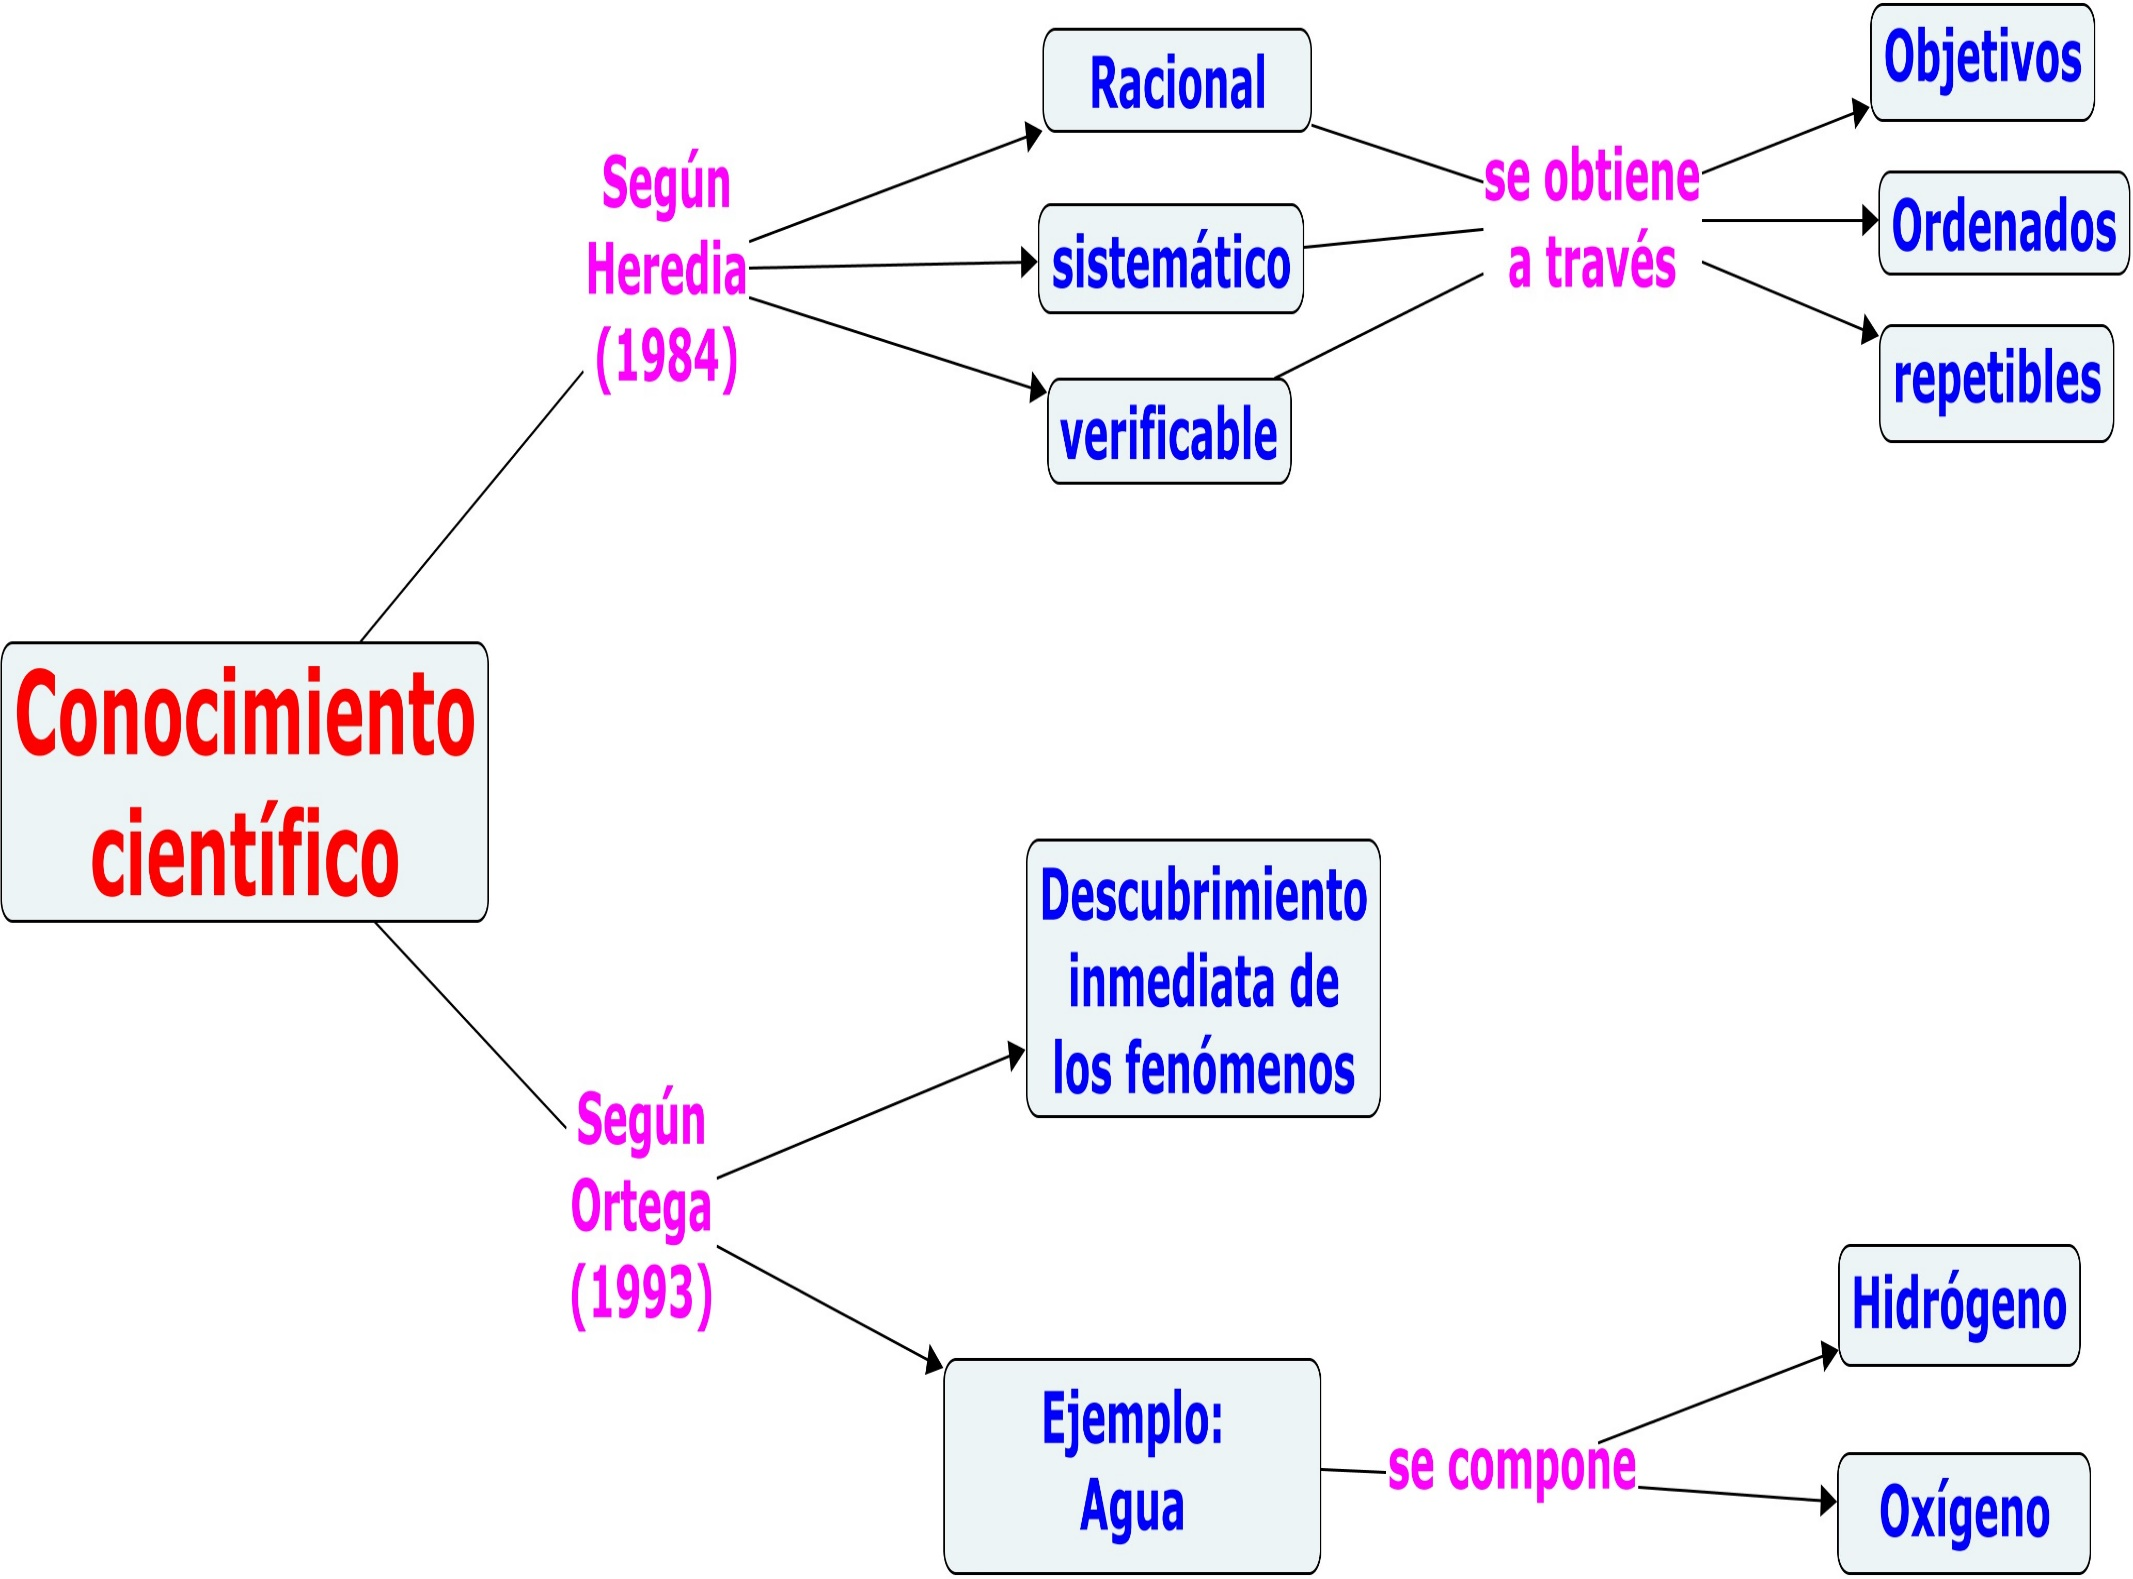 Conocimiento
científico
Según
Heredia
(1984)
Racional
sistemático
verificable
se obtiene
a través
Objetivos
Ordenados
repetibles
Según
Ortega
(1993)
Descubrimiento
inmediata de
los fenómenos
Ejemplo:
Agua
se compone
Hidrógeno
Oxígeno